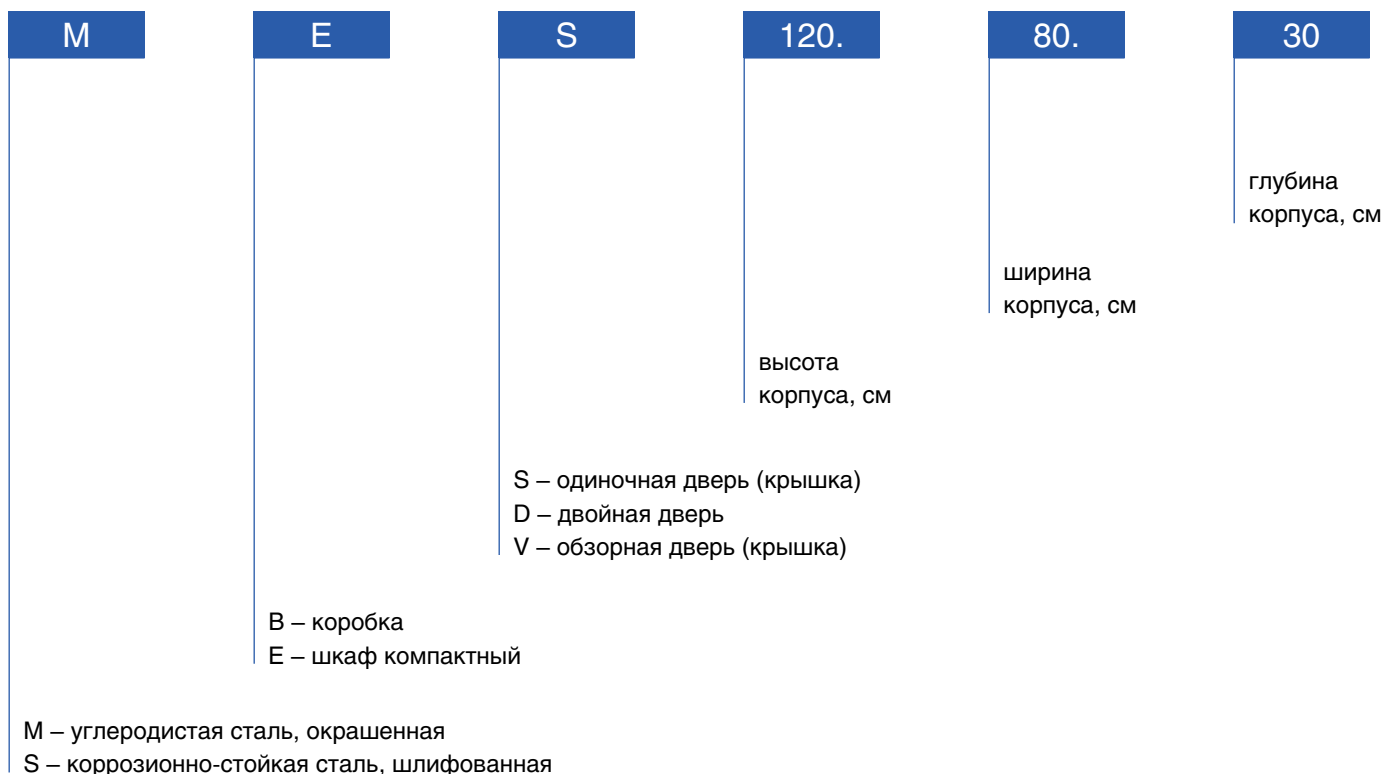 M E S 120. 80. 30
глубина
корпуса, см
ширина
корпуса, см
высота
корпуса, см
S – одиночная дверь (крышка)
D – двойная дверь
V – обзорная дверь (крышка)
B – коробка
E – шкаф компактный
M – углеродистая сталь, окрашенная
S – коррозионно-стойкая сталь, шлифованная